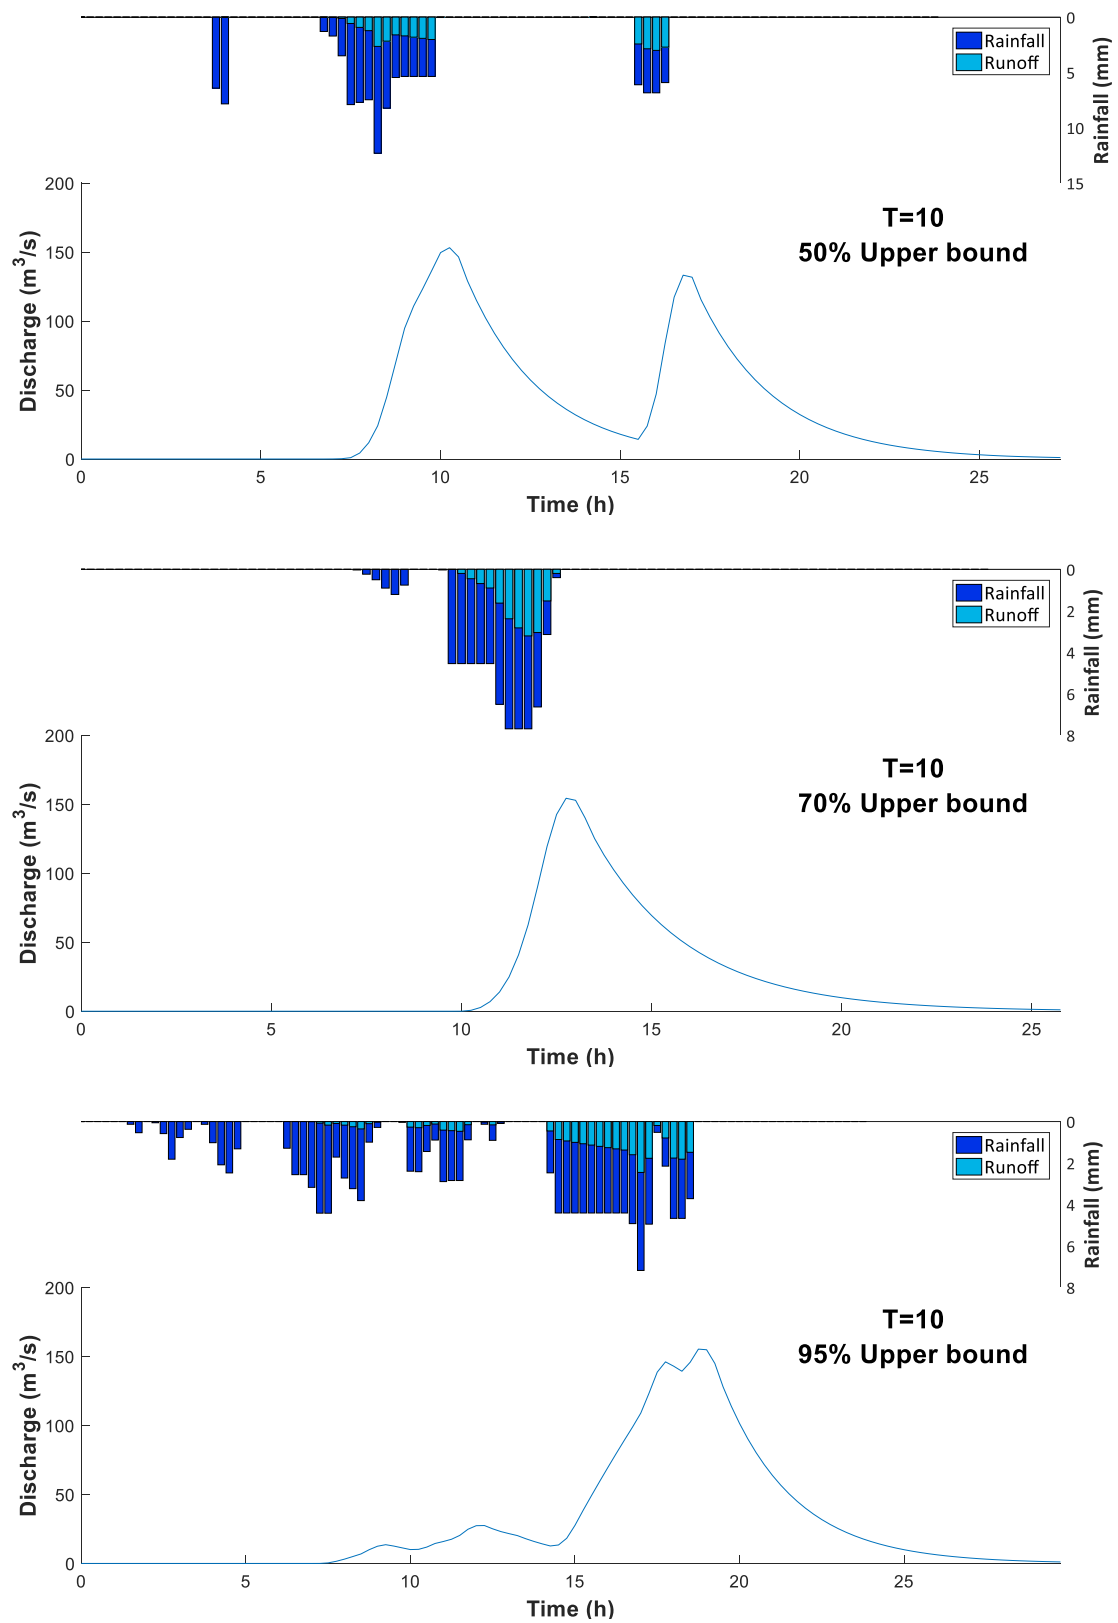 0
Rainfall
Runoff
5
10
15
Rainfall (mm)
200
150
100
50
0
Discharge (m³/s)
T=10
50% Upper bound
0 5 10 15 20 25
Time (h)
0
Rainfall
Runoff
2
4
6
8
Rainfall (mm)
200
150
100
50
0
Discharge (m³/s)
T=10
70% Upper bound
0 5 10 15 20 25
Time (h)
0
Rainfall
Runoff
2
4
6
8
Rainfall (mm)
200
150
100
50
0
Discharge (m³/s)
T=10
95% Upper bound
0 5 10 15 20 25
Time (h)